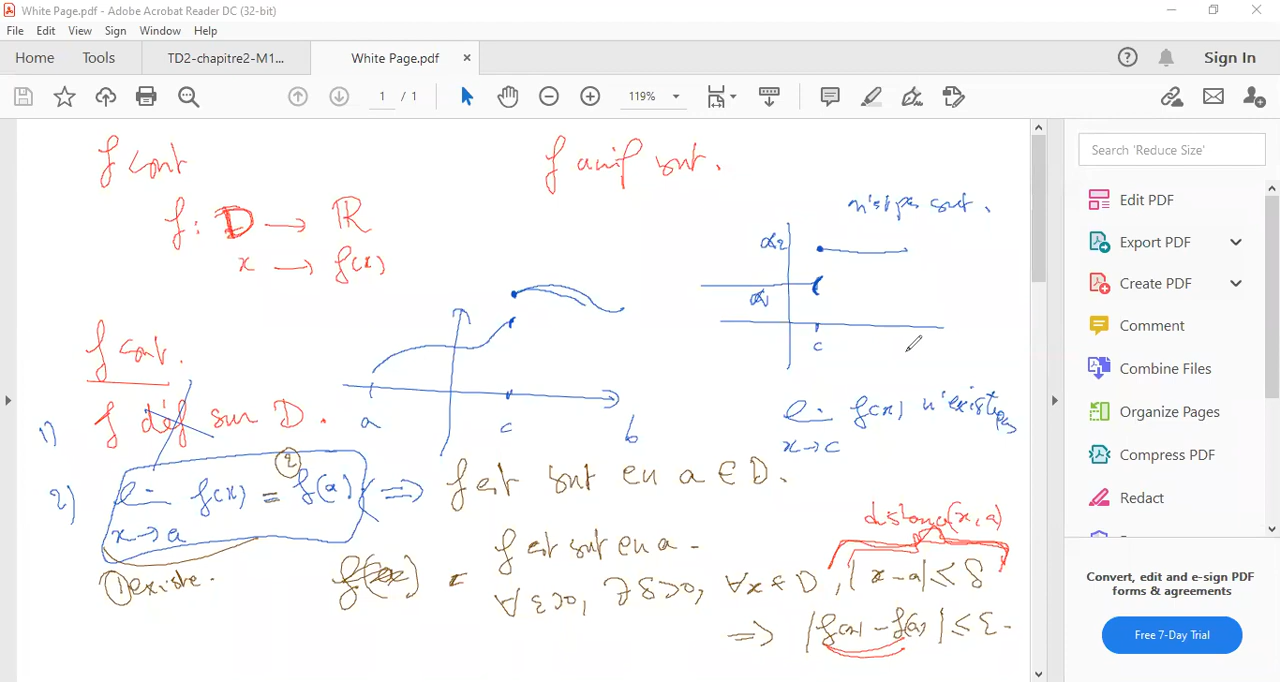 White Page.pdf - Adobe Acrobat Reader DC (32-bit)
File Edit View Sign Window Help
Home Tools TD2-chapitre2-M1... White Page.pdf × Sign In
1 / 1 119%
f cont
f unif cont.
f: D → ℝ
x → f(x)
n'est pas cont.
α2
α1
c
f cont.
1) f déf sur D.
a c b
lim f(x) n'existe pas
x→c
2) lim f(x) = f(a) ⟺ f est cont en a ∈ D.
x→a
2
1 existe.
distance(x,a)
f est cont en a -
∀ε>0, ∃δ>0, ∀x∈D, |x-a|≤δ
⟹ |f(x)-f(a)|≤ε-
Search 'Reduce Size'
Edit PDF
Export PDF
Create PDF
Comment
Combine Files
Organize Pages
Compress PDF
Redact
Convert, edit and e-sign PDF
forms & agreements
Free 7-Day Trial